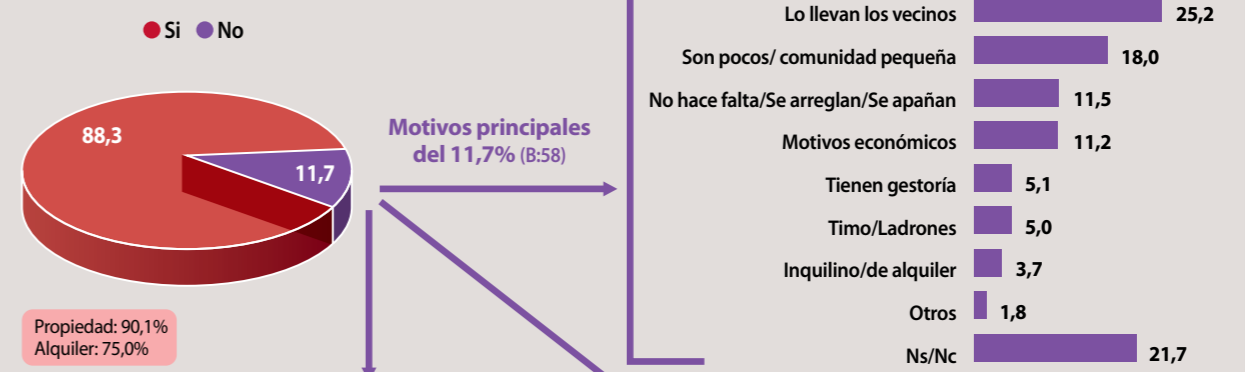 Si No
88,3
11,7
Propiedad: 90,1%
Alquiler: 75,0%
Motivos principales
del 11,7% (B:58)
Lo llevan los vecinos 25,2
Son pocos/ comunidad pequeña 18,0
No hace falta/Se arreglan/Se apañan 11,5
Motivos económicos 11,2
Tienen gestoría 5,1
Timo/Ladrones 5,0
Inquilino/de alquiler 3,7
Otros 1,8
Ns/Nc 21,7